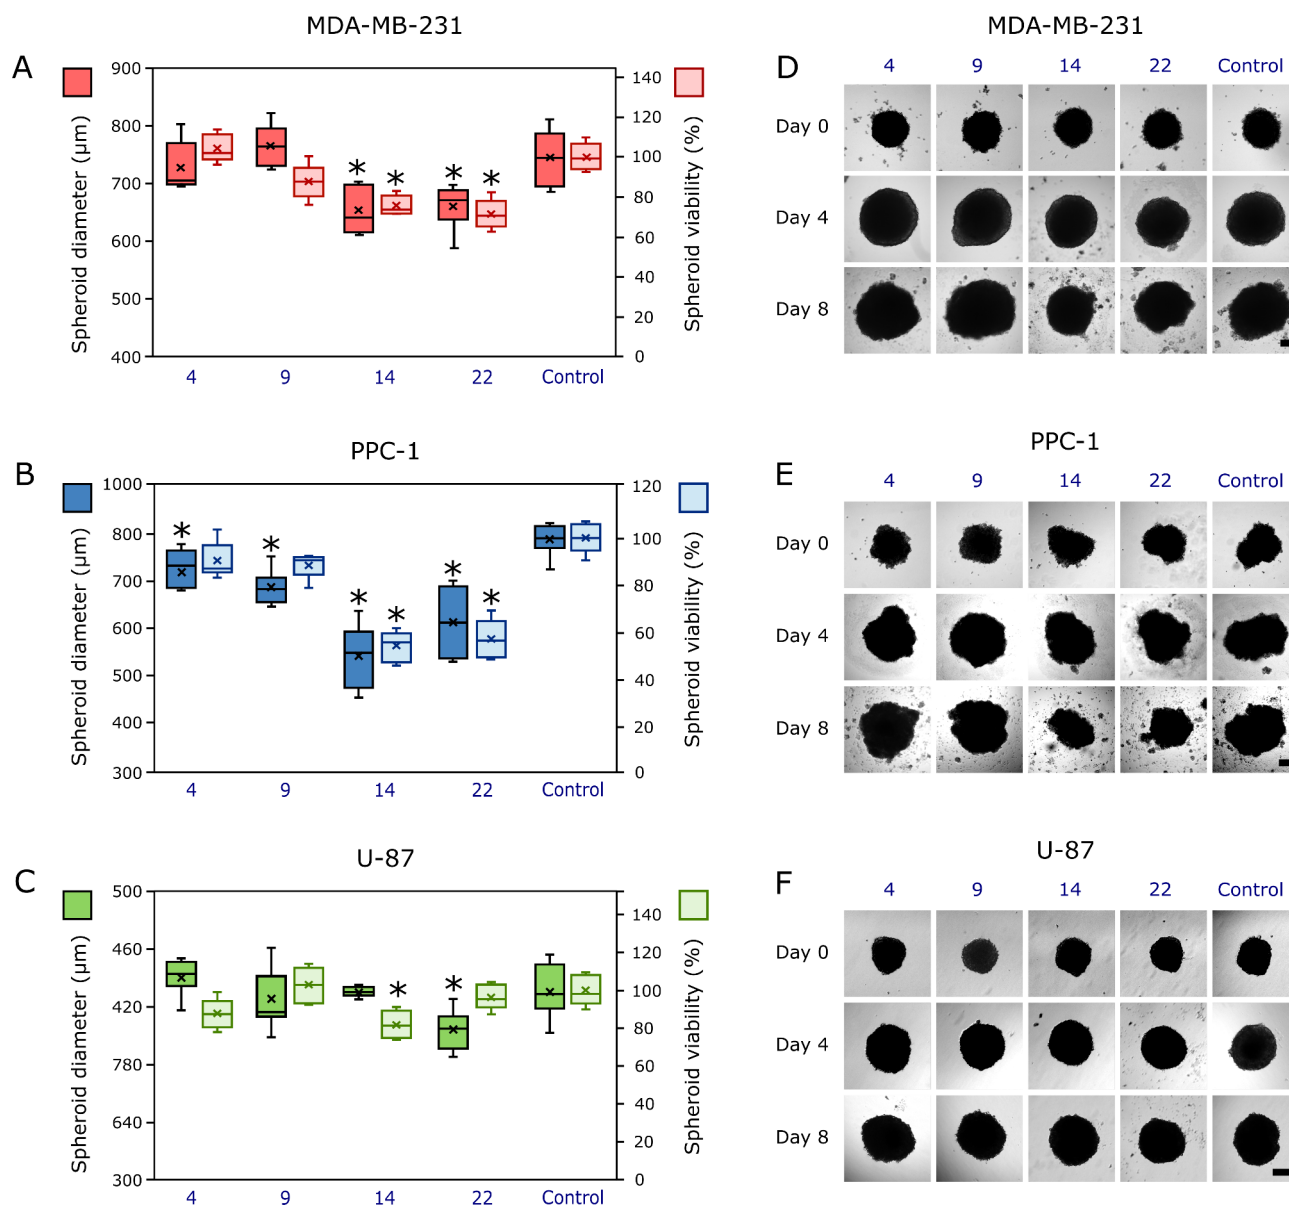 MDA-MB-231
A
Spheroid diameter (µm)
900
800
700
600
500
400
* * * *
140
120
100
80
60
40
20
0
Spheroid viability (%)
4 9 14 22 Control
PPC-1
B
Spheroid diameter (µm)
1000
800
700
600
500
400
300
* * * * * *
120
100
80
60
40
20
0
Spheroid viability (%)
4 9 14 22 Control
U-87
C
Spheroid diameter (µm)
500
460
420
780
640
300
* *
140
120
100
80
60
40
20
0
Spheroid viability (%)
4 9 14 22 Control
MDA-MB-231
D
4 9 14 22 Control
Day 0
Day 4
Day 8
PPC-1
E
4 9 14 22 Control
Day 0
Day 4
Day 8
U-87
F
4 9 14 22 Control
Day 0
Day 4
Day 8